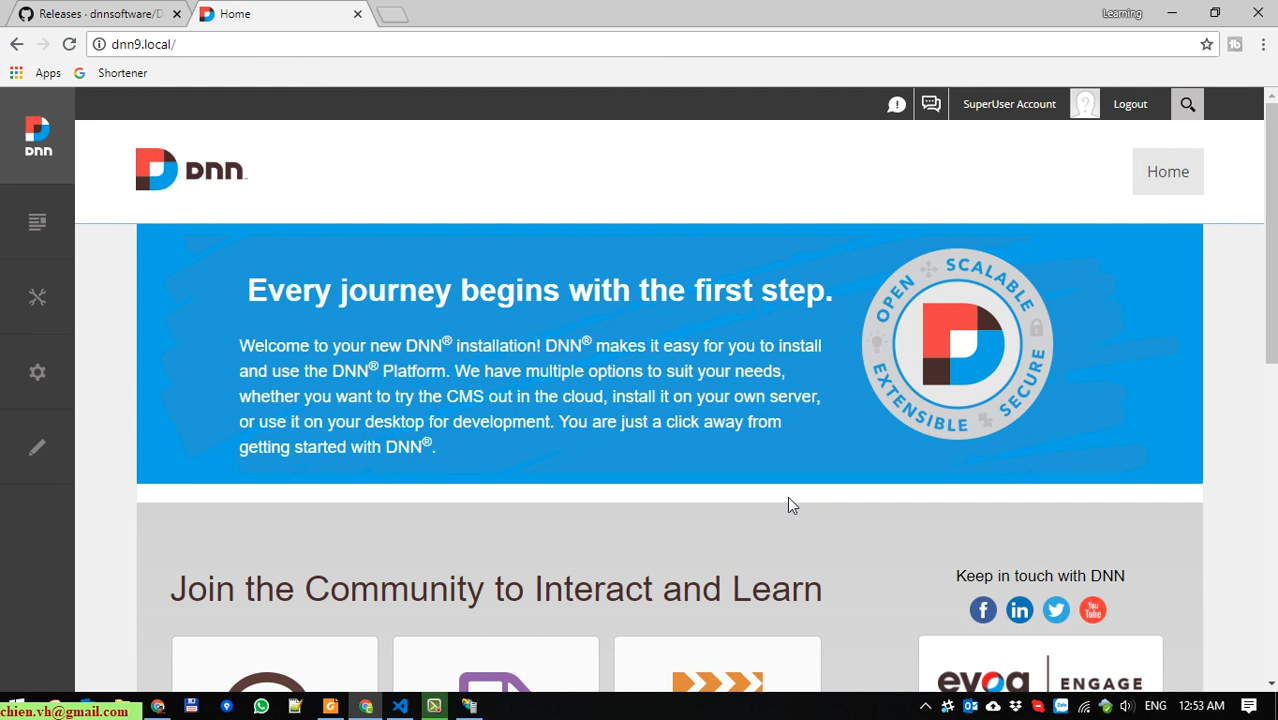 Releases · dnnsoftware/D
Home
Learning
dnn9.local/
Apps
Shortener
SuperUser Account
Logout
DNN
DNN
Home
Every journey begins with the first step.
Welcome to your new DNN® installation! DNN® makes it easy for you to install
and use the DNN® Platform. We have multiple options to suit your needs,
whether you want to try the CMS out in the cloud, install it on your own server,
or use it on your desktop for development. You are just a click away from
getting started with DNN®.
OPEN
SCALABLE
EXTENSIBLE
SECURE
Join the Community to Interact and Learn
Keep in touch with DNN
You
Tube
evoq
ENGAGE
chien.vh@gmail.com
ENG
12:53 AM